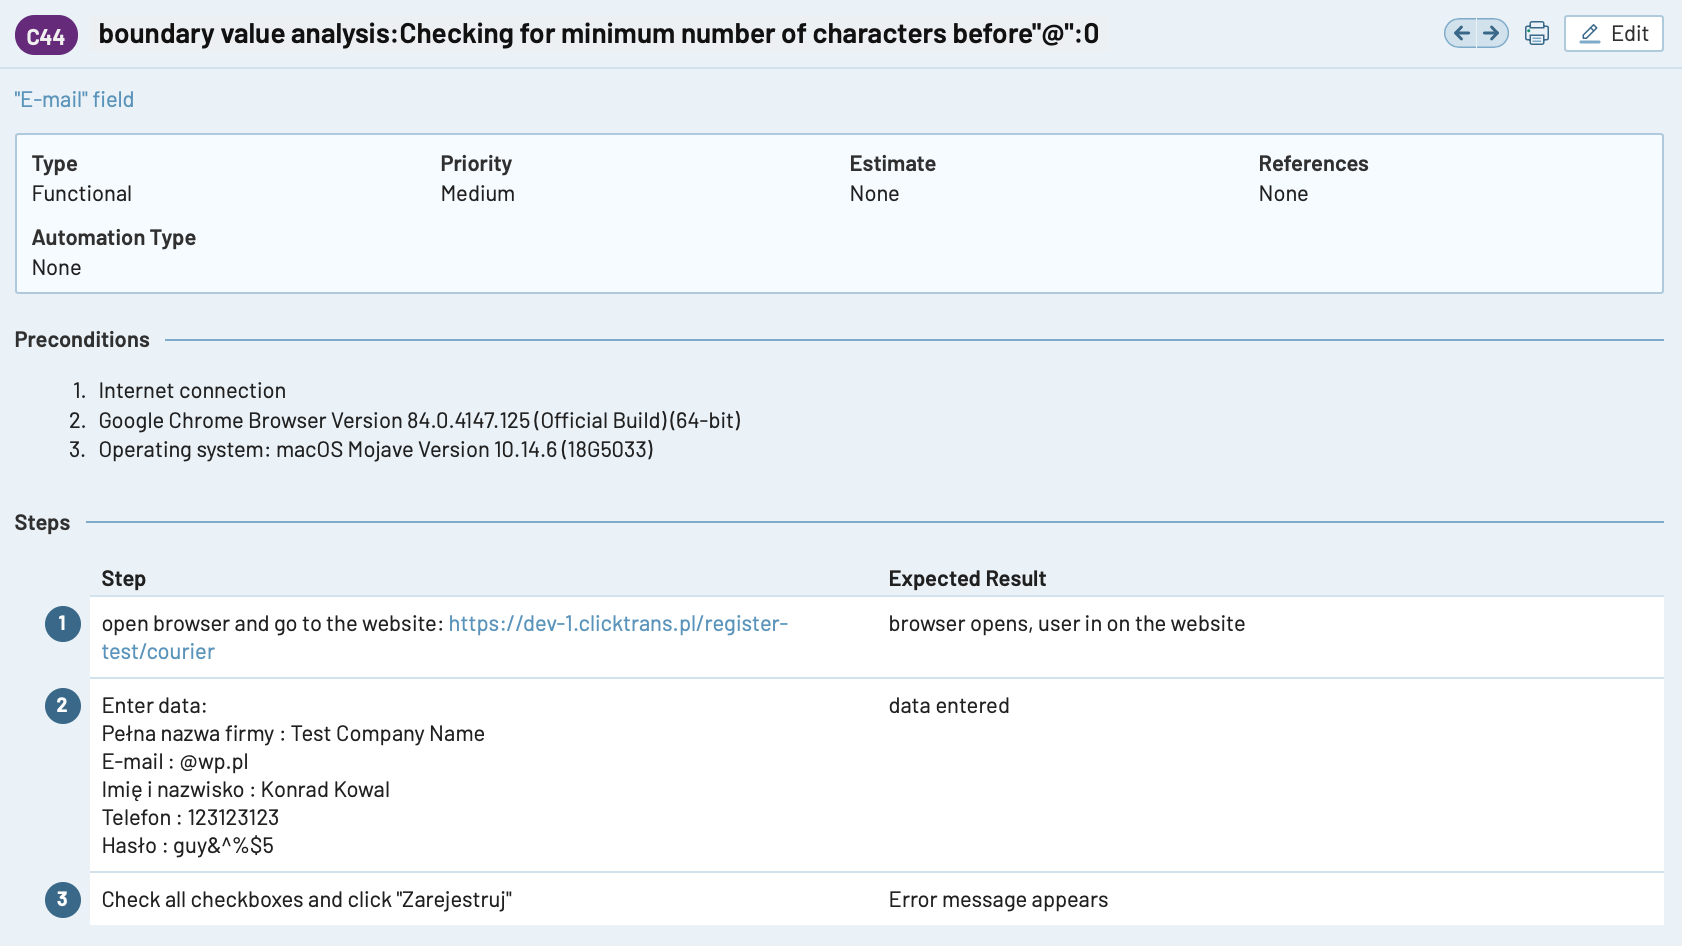 C44
boundary value analysis:Checking for minimum number of characters before"@":0
Edit
"E-mail" field
Type
Functional
Priority
Medium
Estimate
None
References
None
Automation Type
None
Preconditions
1. Internet connection
2. Google Chrome Browser Version 84.0.4147.125 (Official Build) (64-bit)
3. Operating system: macOS Mojave Version 10.14.6 (18G5033)
Steps
Step
Expected Result
1
open browser and go to the website: https://dev-1.clicktrans.pl/register-
test/courier
browser opens, user in on the website
2
Enter data:
Pełna nazwa firmy : Test Company Name
E-mail : @wp.pl
Imię i nazwisko : Konrad Kowal
Telefon : 123123123
Hasło : guy&^%$5
data entered
3
Check all checkboxes and click "Zarejestruj"
Error message appears